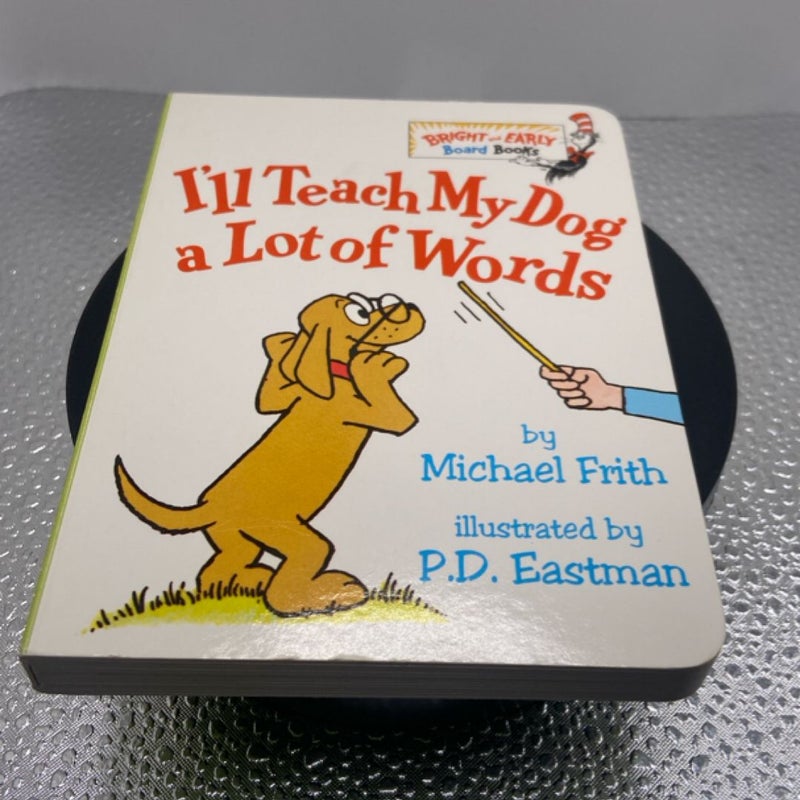 BRIGHT and EARLY
Board Books
I'll Teach My Dog
a Lot of Words
by
Michael Frith
illustrated by
P.D. Eastman